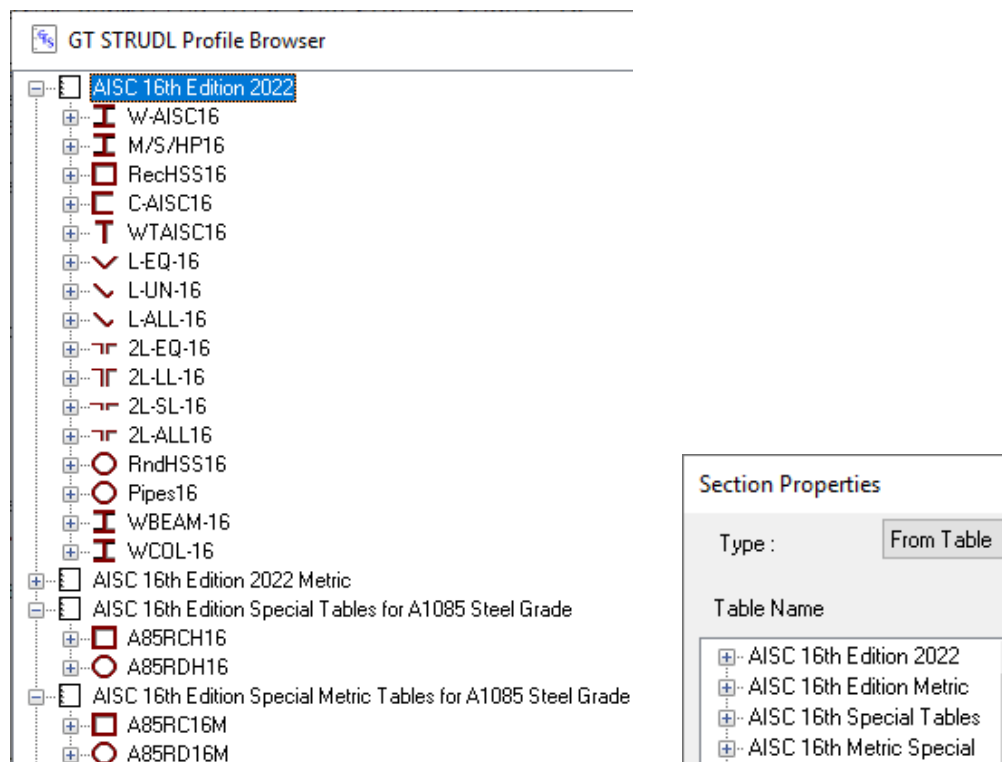 GT STRUDL Profile Browser
AISC 16th Edition 2022
W-AISC16
M/S/HP16
RecHSS16
C-AISC16
WTAISC16
L-EQ-16
L-UN-16
L-ALL-16
2L-EQ-16
2L-LL-16
2L-SL-16
2L-ALL16
RndHSS16
Pipes16
WBEAM-16
WCOL-16
AISC 16th Edition 2022 Metric
AISC 16th Edition Special Tables for A1085 Steel Grade
A85RCH16
A85RDH16
AISC 16th Edition Special Metric Tables for A1085 Steel Grade
A85RC16M
A85RD16M
Section Properties
Type : From Table
Table Name
AISC 16th Edition 2022
AISC 16th Edition Metric
AISC 16th Special Tables
AISC 16th Metric Special